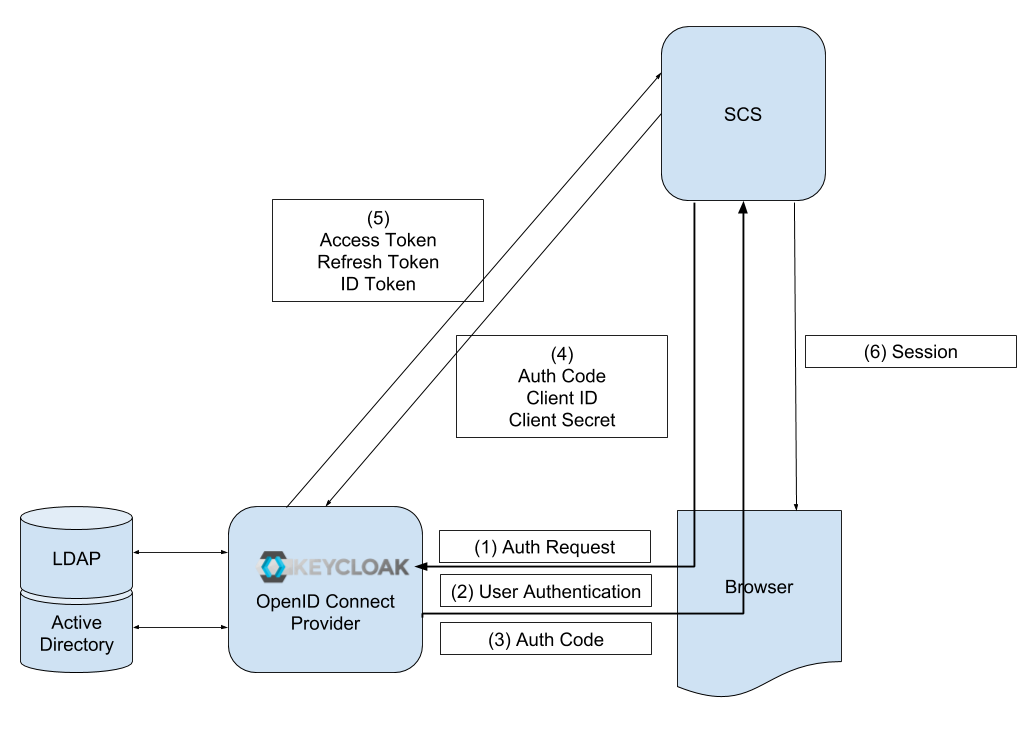 SCS
(5)
Access Token
Refresh Token
ID Token
(4)
Auth Code
Client ID
Client Secret
(6) Session
LDAP
Active
Directory
KEYCLOAK
OpenID Connect
Provider
(1) Auth Request
(2) User Authentication
(3) Auth Code
Browser